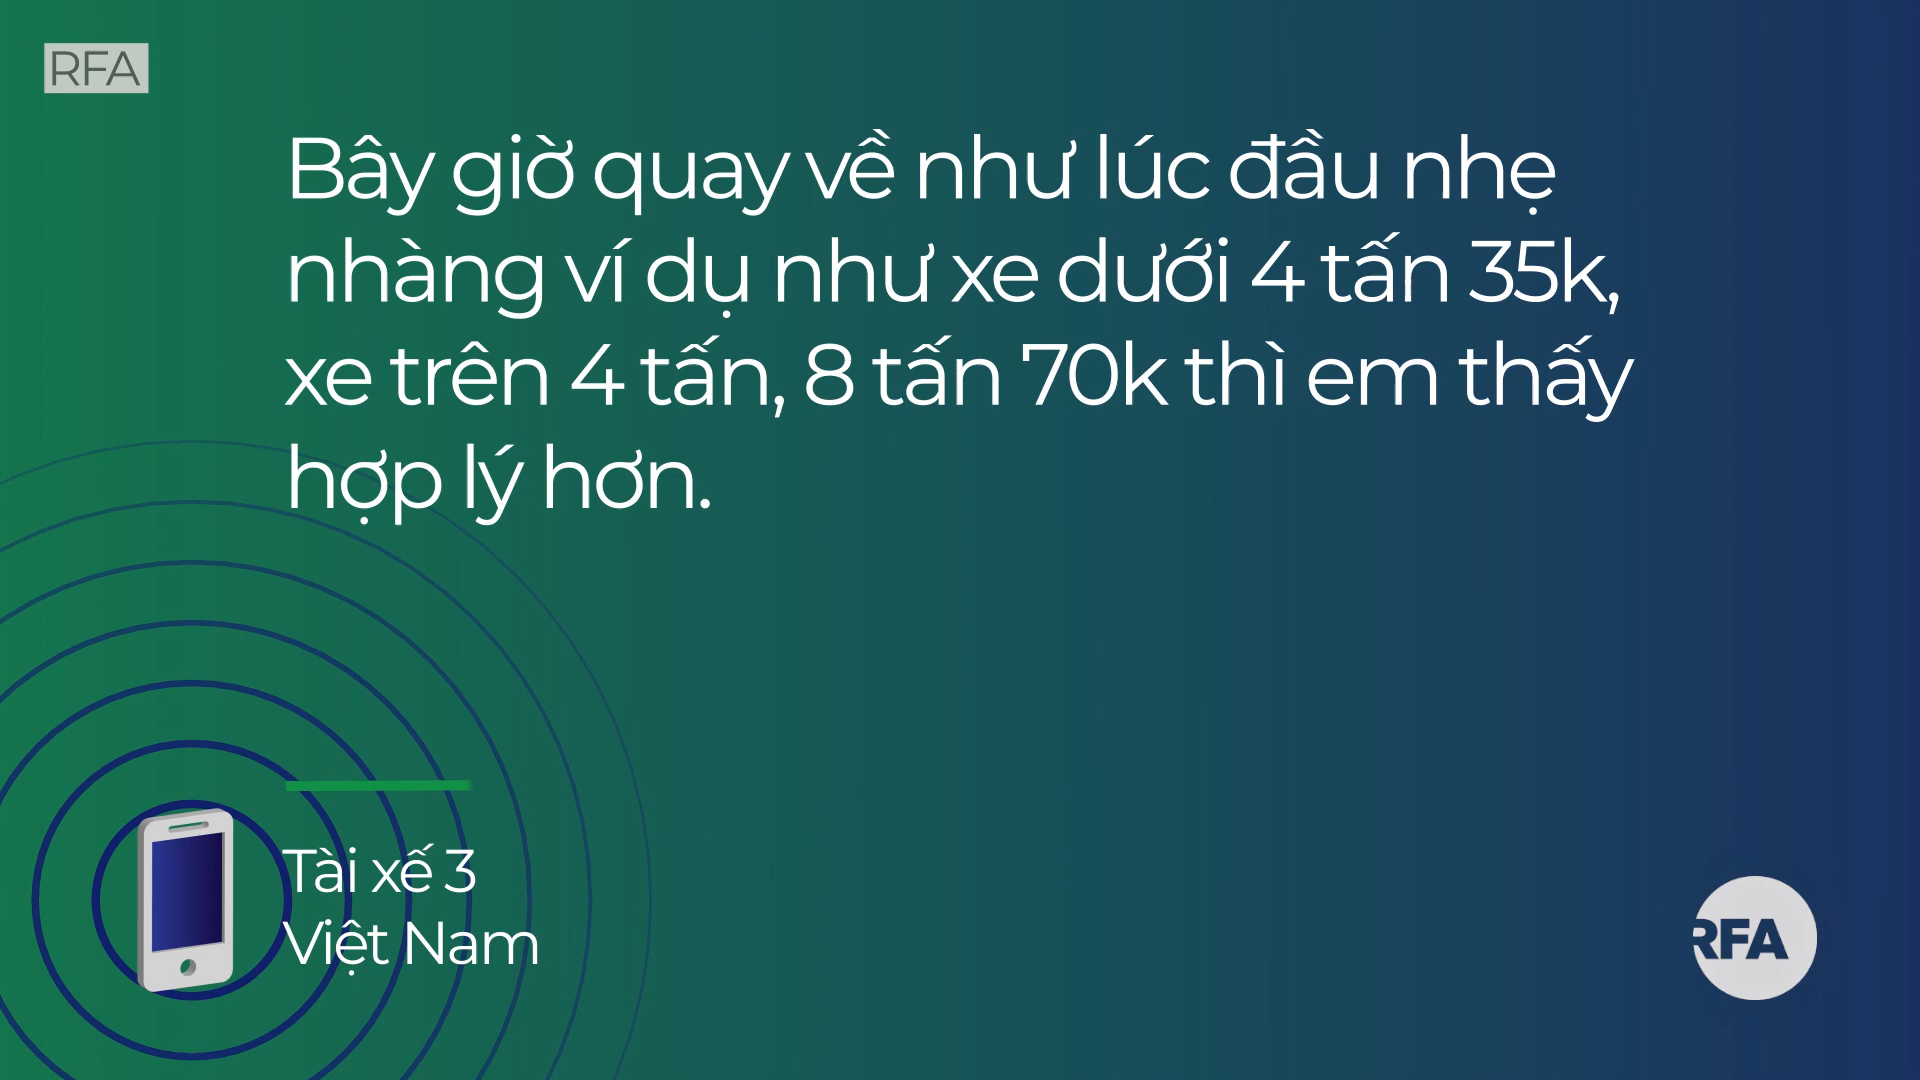 RFA
Bây giờ quay về như lúc đầu nhẹ
nhàng ví dụ như xe dưới 4 tấn 35k,
xe trên 4 tấn, 8 tấn 70k thì em thấy
hợp lý hơn.
Tài xế 3
Việt Nam
RFA